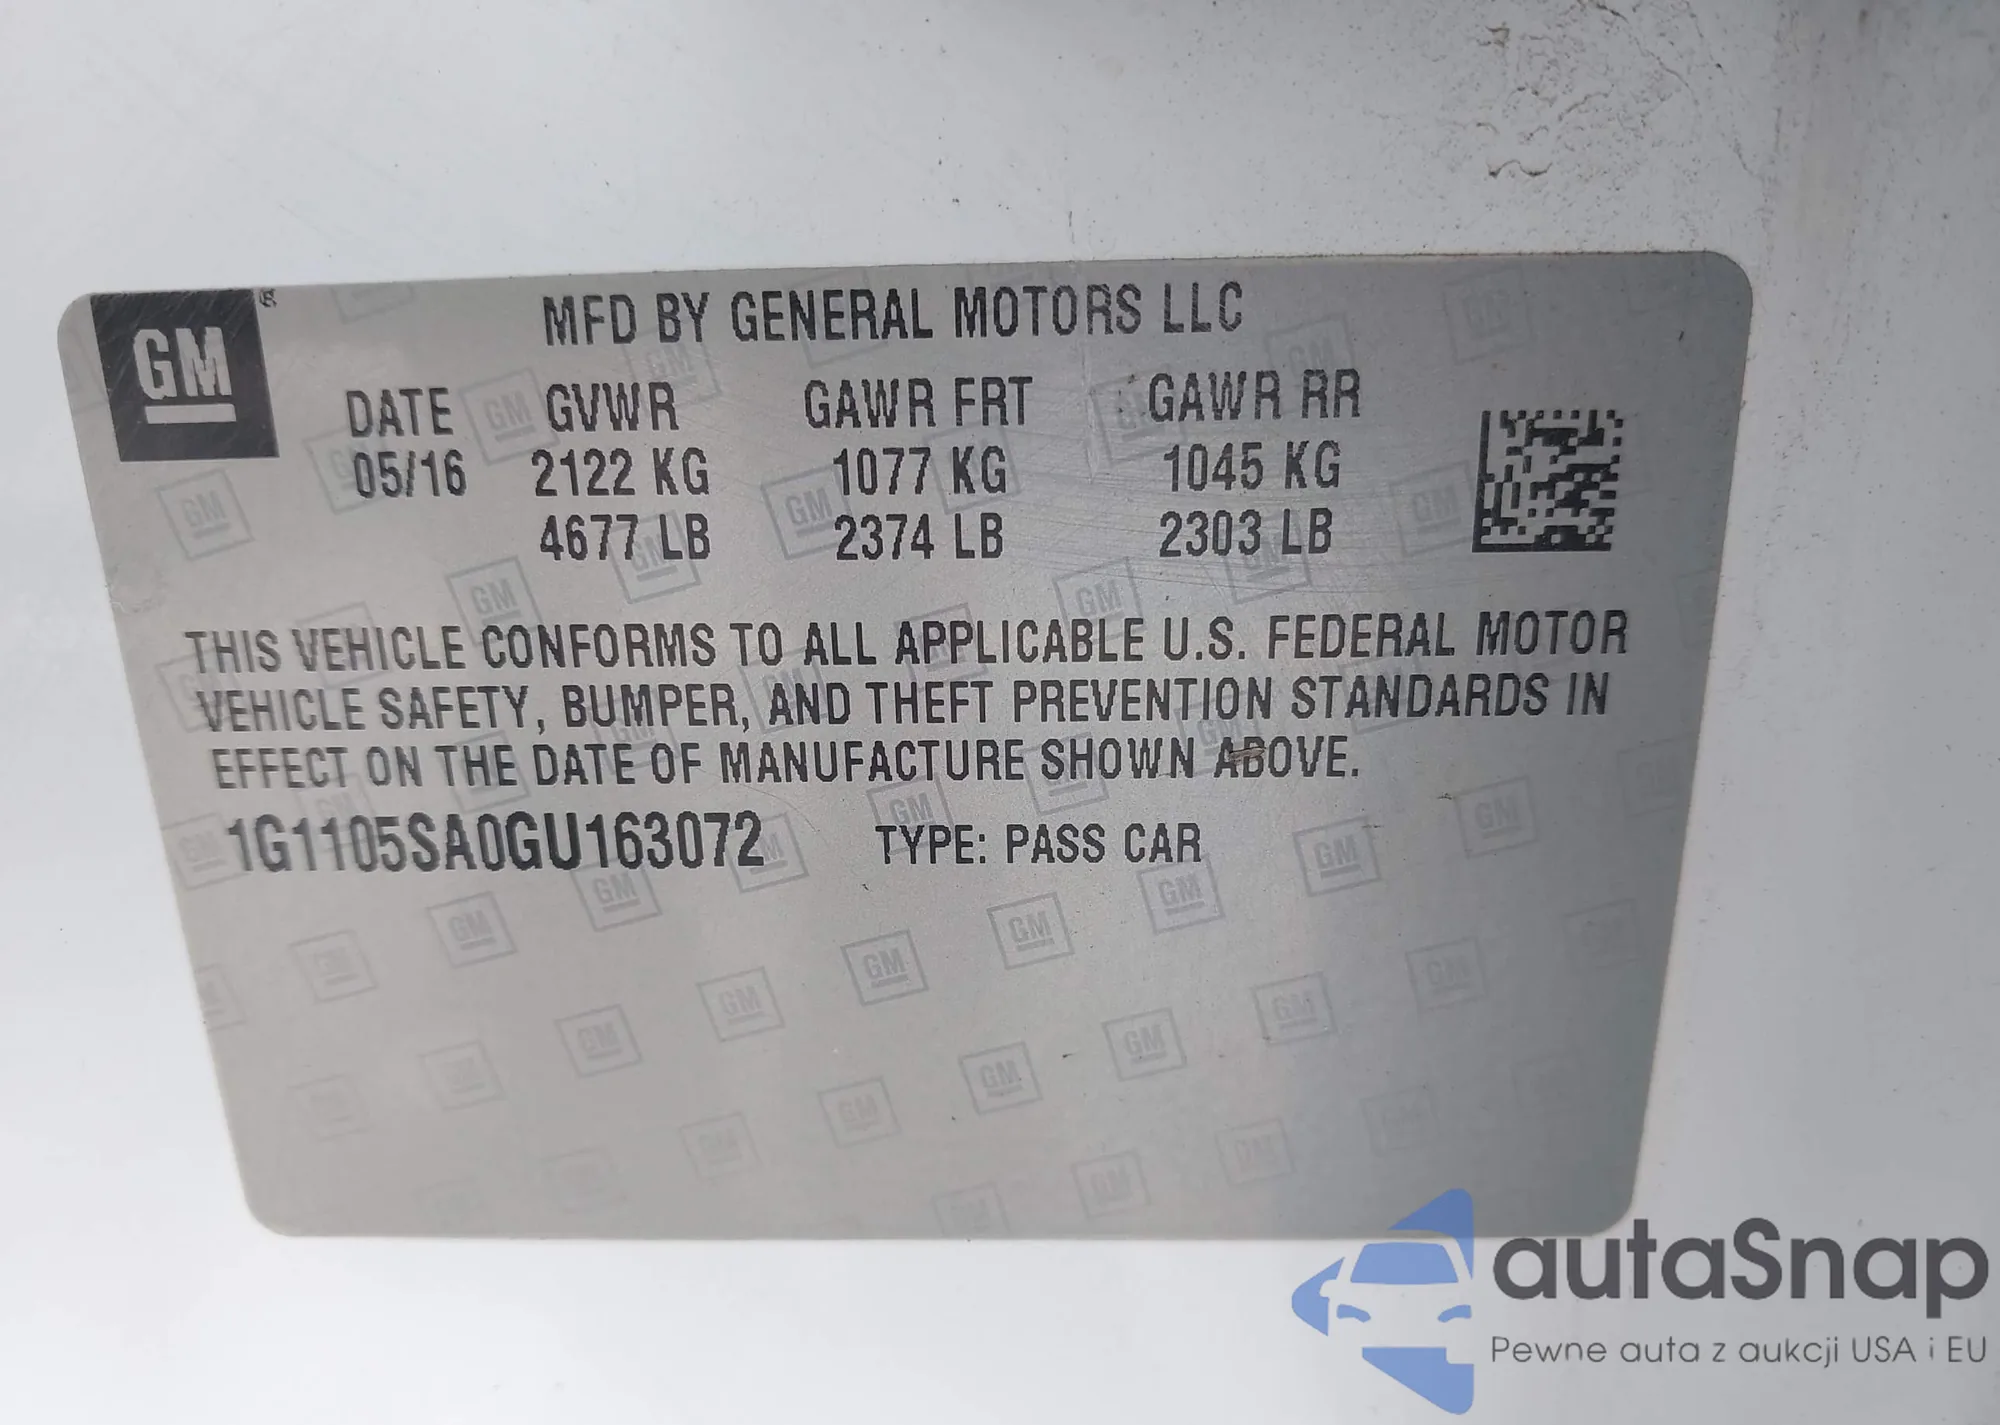 GM ®
MFD BY GENERAL MOTORS LLC
DATE GVWR GAWR FRT GAWR RR
05/16 2122 KG 1077 KG 1045 KG
4677 LB 2374 LB 2303 LB
THIS VEHICLE CONFORMS TO ALL APPLICABLE U.S. FEDERAL MOTOR
VEHICLE SAFETY, BUMPER, AND THEFT PREVENTION STANDARDS IN
EFFECT ON THE DATE OF MANUFACTURE SHOWN ABOVE.
1G1105SA0GU163072 TYPE: PASS CAR
autaSnap
Pewne auta z aukcji USA i EU